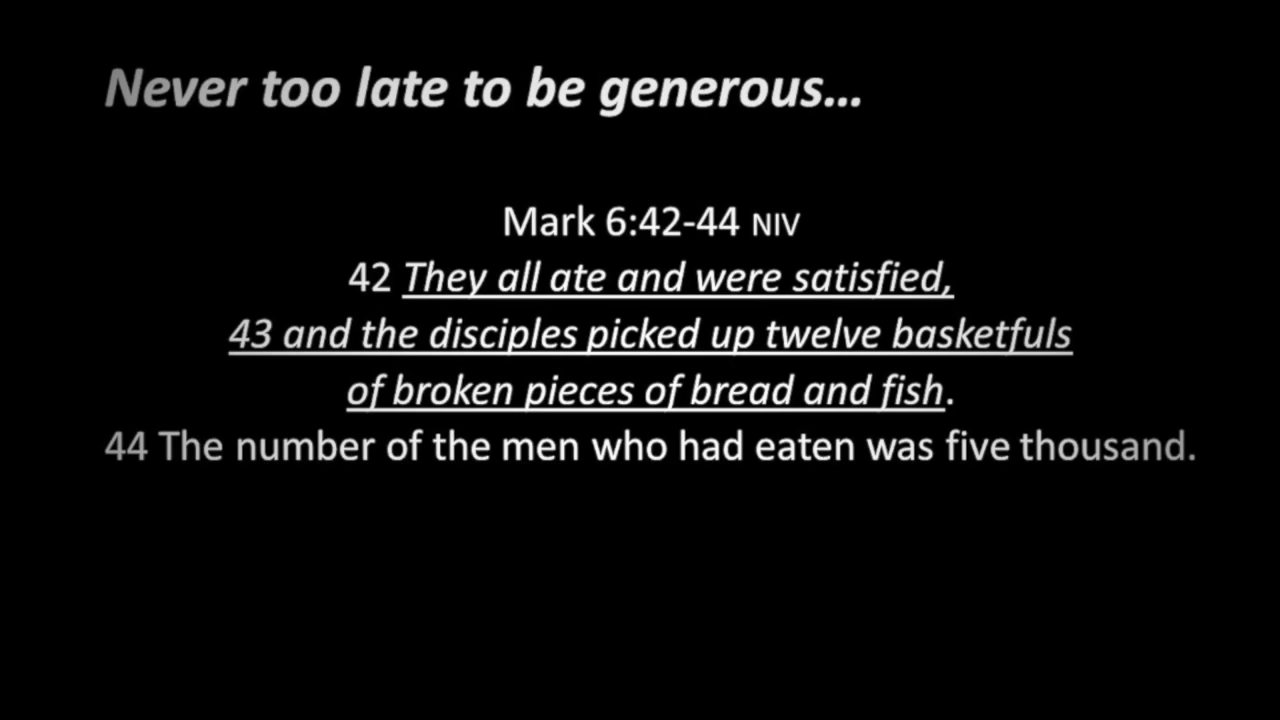 Never too late to be generous...
Mark 6:42-44 NIV
42 They all ate and were satisfied,
43 and the disciples picked up twelve basketfuls
of broken pieces of bread and fish.
44 The number of the men who had eaten was five thousand.